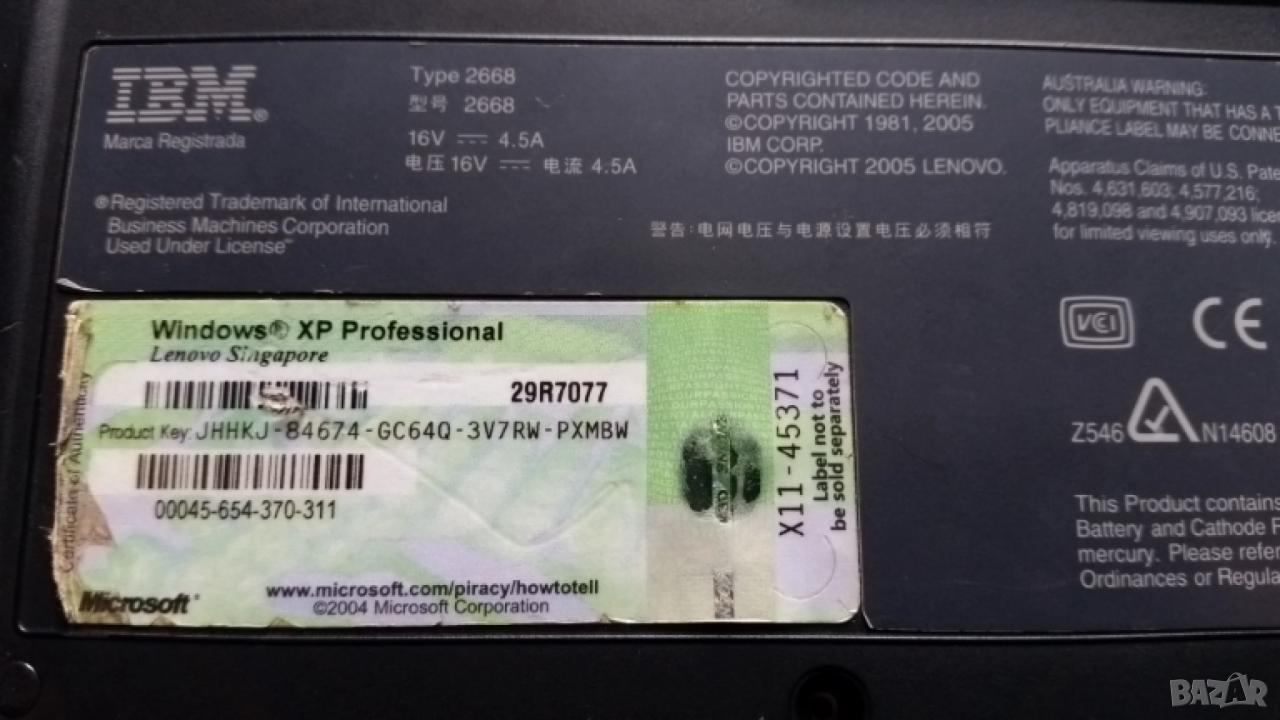 IBM®
Marca Registrada
Type 2668
型号 2668
16V 4.5A
电压 16V 电流 4.5A
®Registered Trademark of International
Business Machines Corporation
Used Under License
COPYRIGHTED CODE AND
PARTS CONTAINED HEREIN.
©COPYRIGHT 1981, 2005
IBM CORP.
©COPYRIGHT 2005 LENOVO.
警告:电网电压与电源设置电压必须相符
AUSTRALIA WARNING:
ONLY EQUIPMENT THAT HAS A
PLIANCE LABEL MAY BE
Apparatus Claims of U.S.
Nos. 4,631,603; 4,577,216;
4,819,098 and 4,907,093
for limited viewing uses only.
VCI
CE
Z546 N14608
This Product contains
Battery and Cathode
mercury. Please refer
Ordinances or
Windows® XP Professional
Lenovo Singapore
29R7077
Product Key: JHHKJ-84674-GC64Q-3V7RW-PXMBW
00045-654-370-311
Certificate of Authenticity
Microsoft
www.microsoft.com/piracy/howtotell
©2004 Microsoft Corporation
X11-45371
Label not to
be sold separately
BAZAR